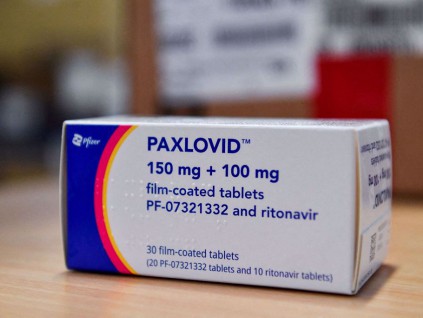 Pfizer
PAXLOVID™
150 mg + 100 mg
film-coated tablets
PF-07321332 and ritonavir
30 film-coated tablets
(20 PF-07321332 tablets and 10 ritonavir tablets)